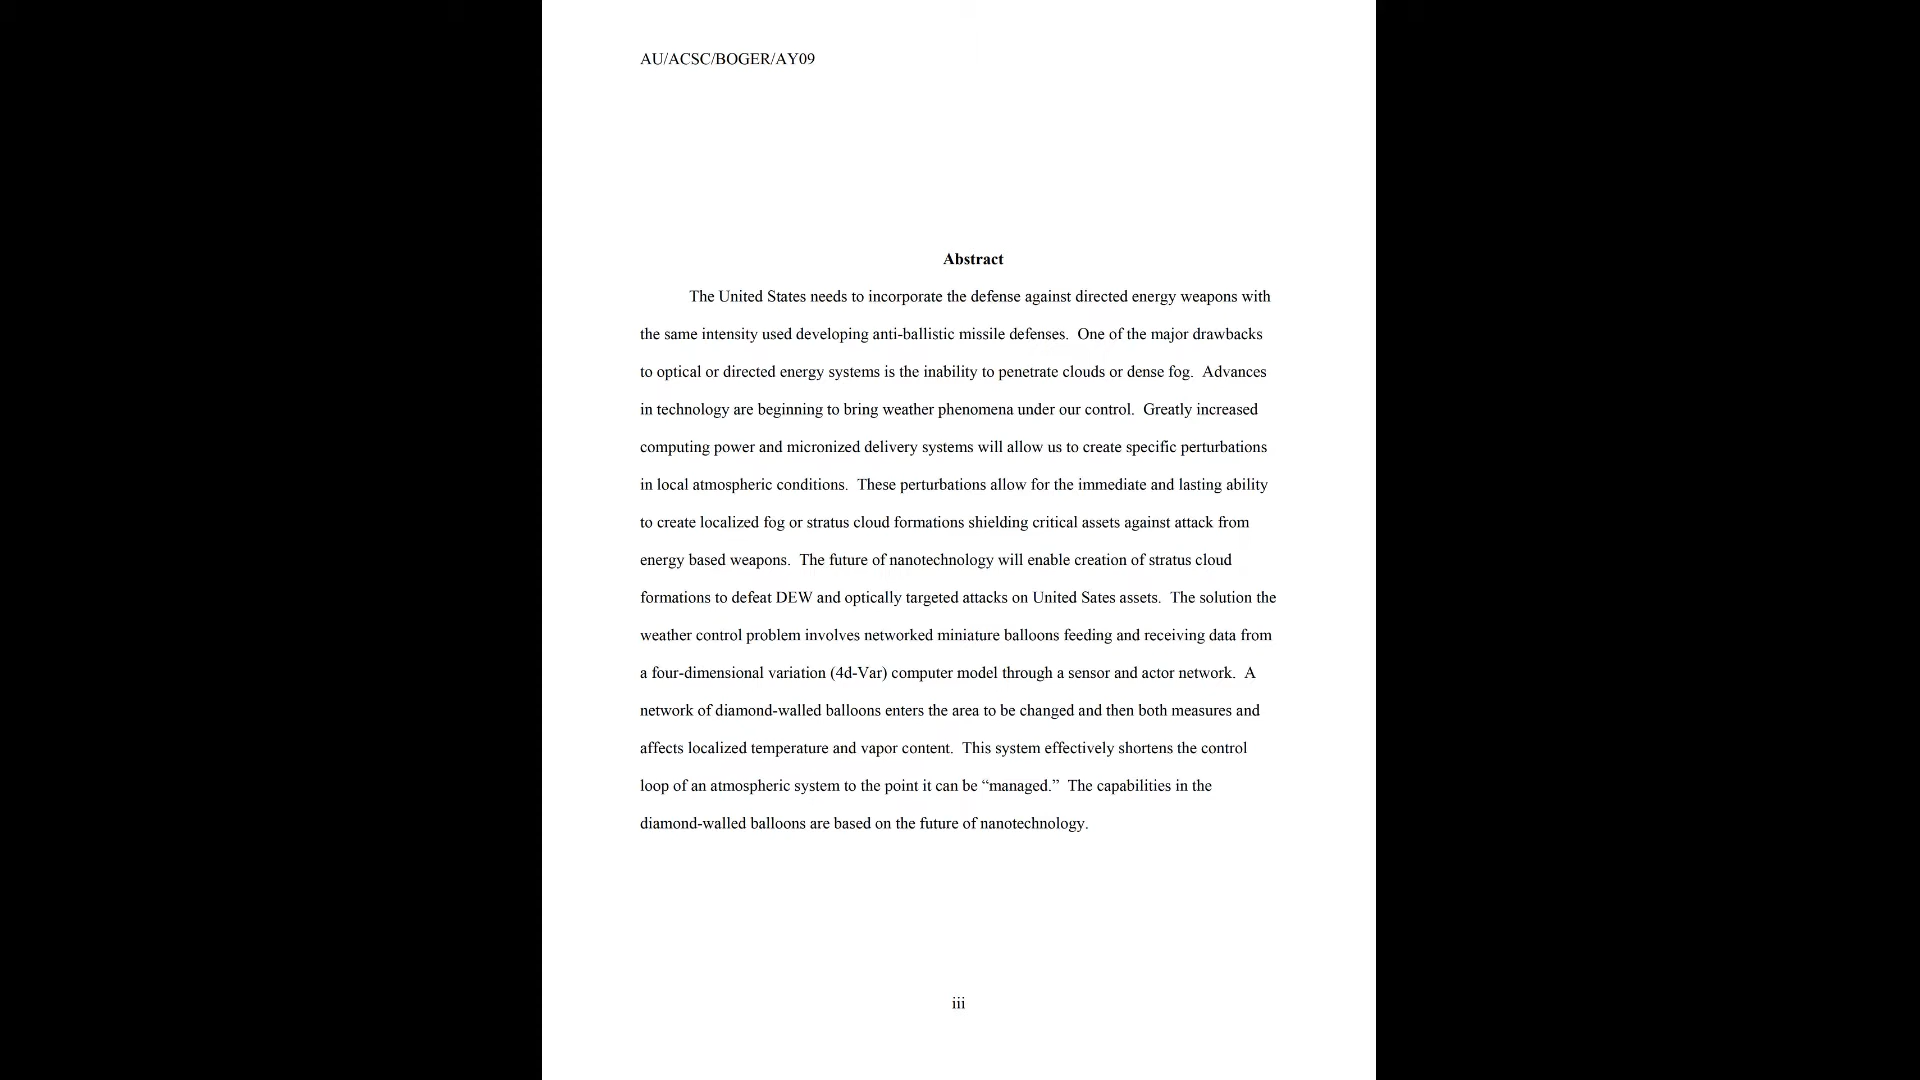 AU/ACSC/BOGER/AY09
Abstract
The United States needs to incorporate the defense against directed energy weapons with
the same intensity used developing anti-ballistic missile defenses.  One of the major drawbacks
to optical or directed energy systems is the inability to penetrate clouds or dense fog.  Advances
in technology are beginning to bring weather phenomena under our control.  Greatly increased
computing power and micronized delivery systems will allow us to create specific perturbations
in local atmospheric conditions.  These perturbations allow for the immediate and lasting ability
to create localized fog or stratus cloud formations shielding critical assets against attack from
energy based weapons.  The future of nanotechnology will enable creation of stratus cloud
formations to defeat DEW and optically targeted attacks on United Sates assets.  The solution the
weather control problem involves networked miniature balloons feeding and receiving data from
a four-dimensional variation (4d-Var) computer model through a sensor and actor network.  A
network of diamond-walled balloons enters the area to be changed and then both measures and
affects localized temperature and vapor content.  This system effectively shortens the control
loop of an atmospheric system to the point it can be “managed.”  The capabilities in the
diamond-walled balloons are based on the future of nanotechnology.
iii